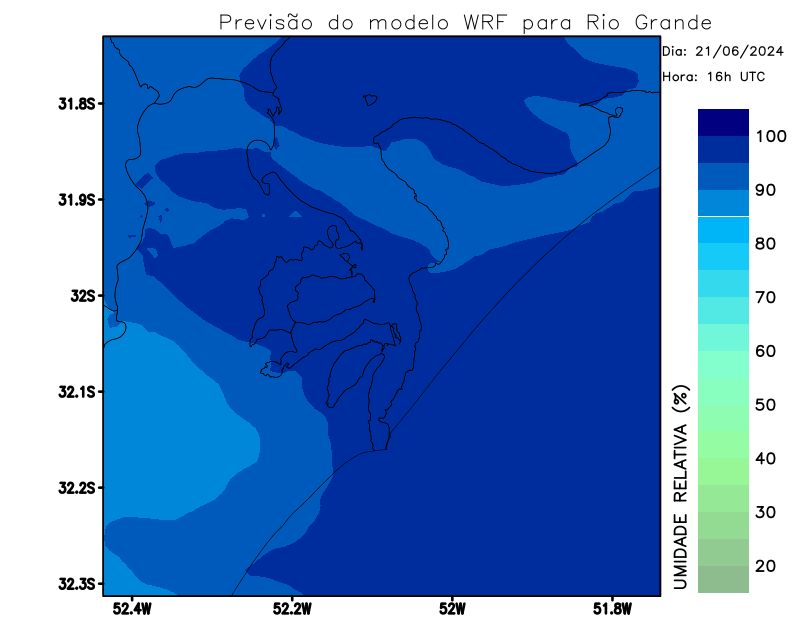 Previsão do modelo WRF para Rio Grande
Dia: 21/06/2024
Hora: 16h UTC
31.8S
31.9S
32S
32.1S
32.2S
32.3S
52.4W
52.2W
52W
51.8W
UMIDADE RELATIVA (%)
100
90
80
70
60
50
40
30
20